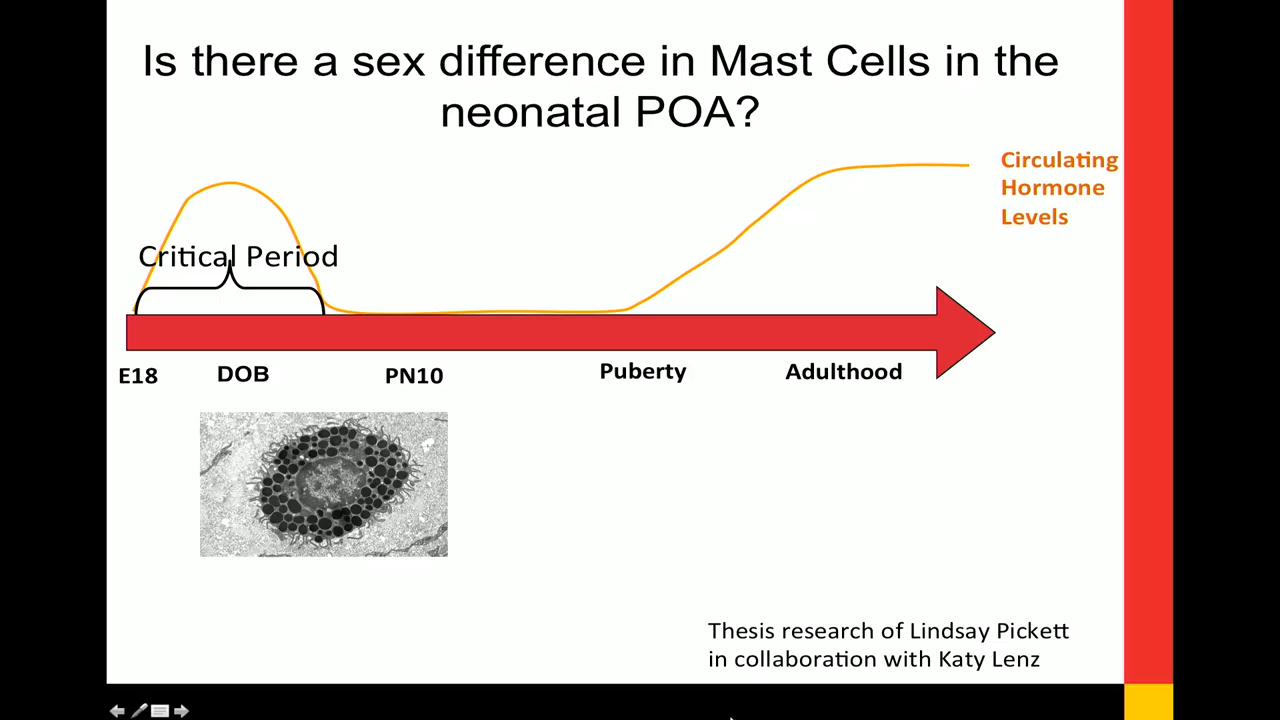 Is there a sex difference in Mast Cells in the
neonatal POA?
Circulating
Hormone
Levels
Critical Period
E18
DOB
PN10
Puberty
Adulthood
Thesis research of Lindsay Pickett
in collaboration with Katy Lenz